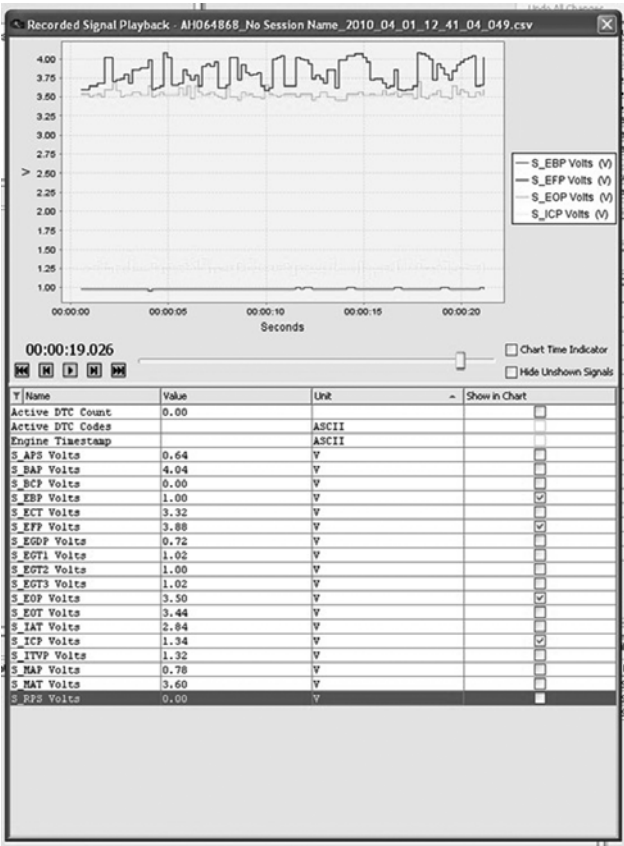 Undo All Changes
Recorded Signal Playback - AH064868_No Session Name_2010_04_01_12_41_04_049.csv
4.00
3.75
3.50
3.25
3.00
2.75
2.50
2.25
2.00
1.75
1.50
1.25
1.00
V
00:00:00 00:00:05 00:00:10 00:00:15 00:00:20
Seconds
S_EBP Volts (V)
S_EFP Volts (V)
S_EOP Volts (V)
S_ICP Volts (V)
00:00:19.026
Chart Time Indicator
Hide Unshown Signals
Name Value Unit Show in Chart
Active DTC Count 0.00
Active DTC Codes ASCII
Engine Timestamp ASCII
S_APS Volts 0.64 V
S_BAP Volts 4.04 V
S_BCP Volts 0.00 V
S_EBP Volts 1.00 V
S_ECT Volts 3.32 V
S_EFP Volts 3.88 V
S_EGDP Volts 0.72 V
S_EGT1 Volts 1.02 V
S_EGT2 Volts 1.00 V
S_EGT3 Volts 1.02 V
S_EOP Volts 3.50 V
S_EOT Volts 3.44 V
S_IAT Volts 2.84 V
S_ICP Volts 1.34 V
S_ITVP Volts 1.32 V
S_MAP Volts 0.78 V
S_MAT Volts 3.60 V
S_RPS Volts 0.00 V